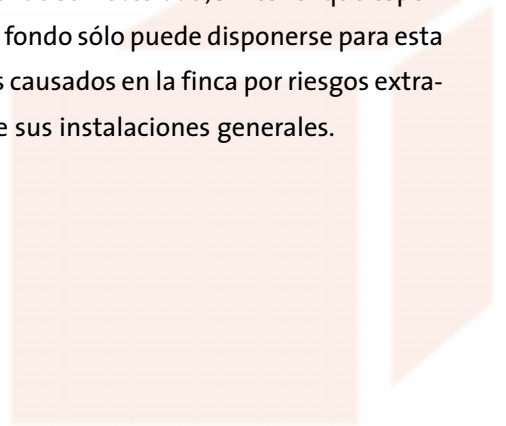 fondo sólo puede disponerse para esta
causados en la finca por riesgos extra-
sus instalaciones generales.